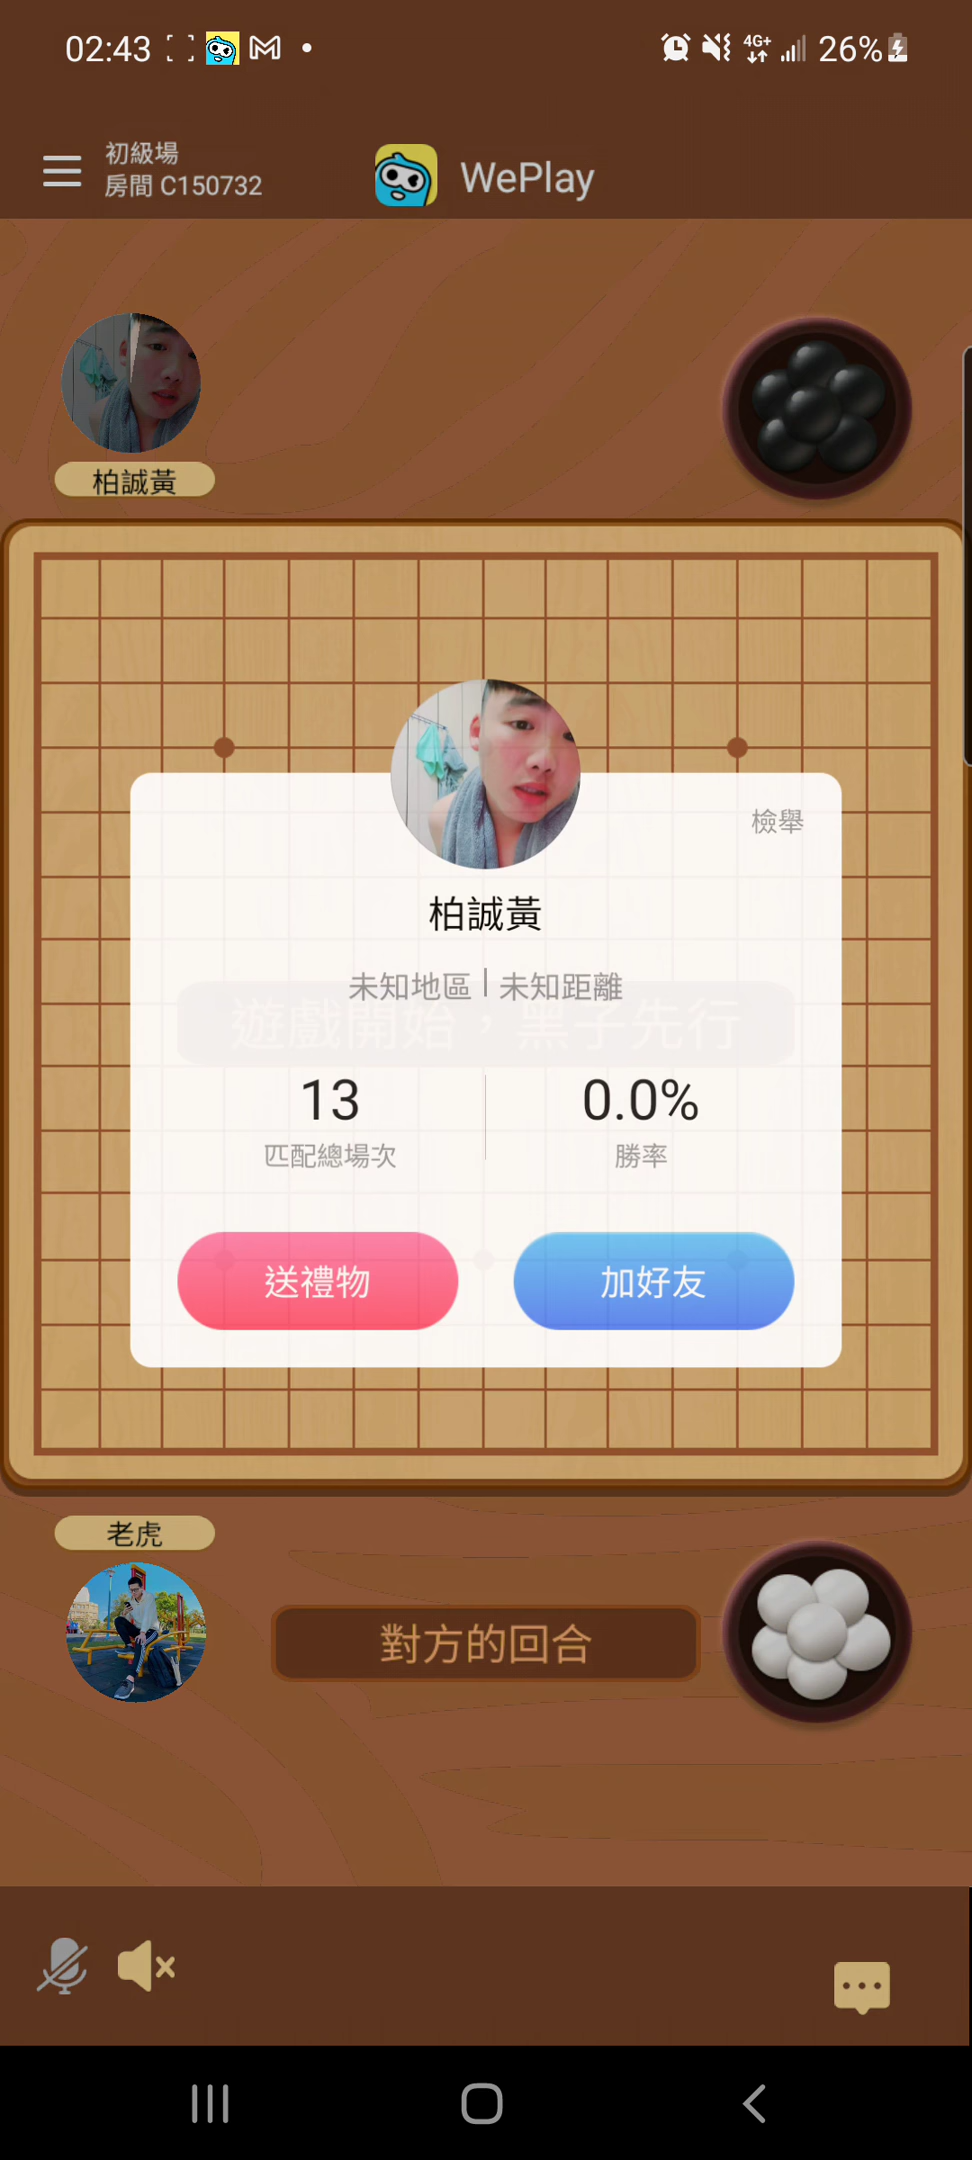 02:43
4G+
26%
初級場
房間 C150732
WePlay
柏誠黃
檢舉
柏誠黃
未知地區 | 未知距離
遊戲開始，黑子先行
13
0.0%
匹配總場次
勝率
送禮物
加好友
老虎
對方的回合